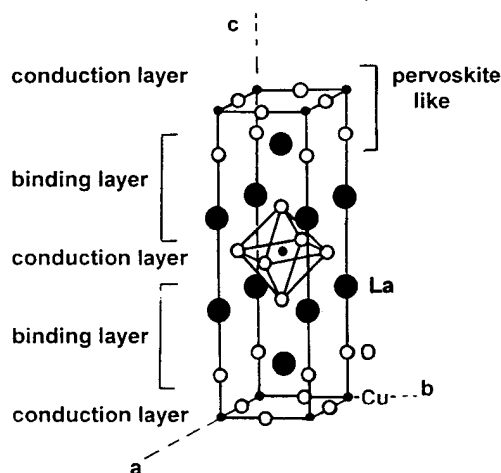 c
conduction layer
pervoskite
like
binding layer
conduction layer
La
binding layer
O
Cu
b
conduction layer
a